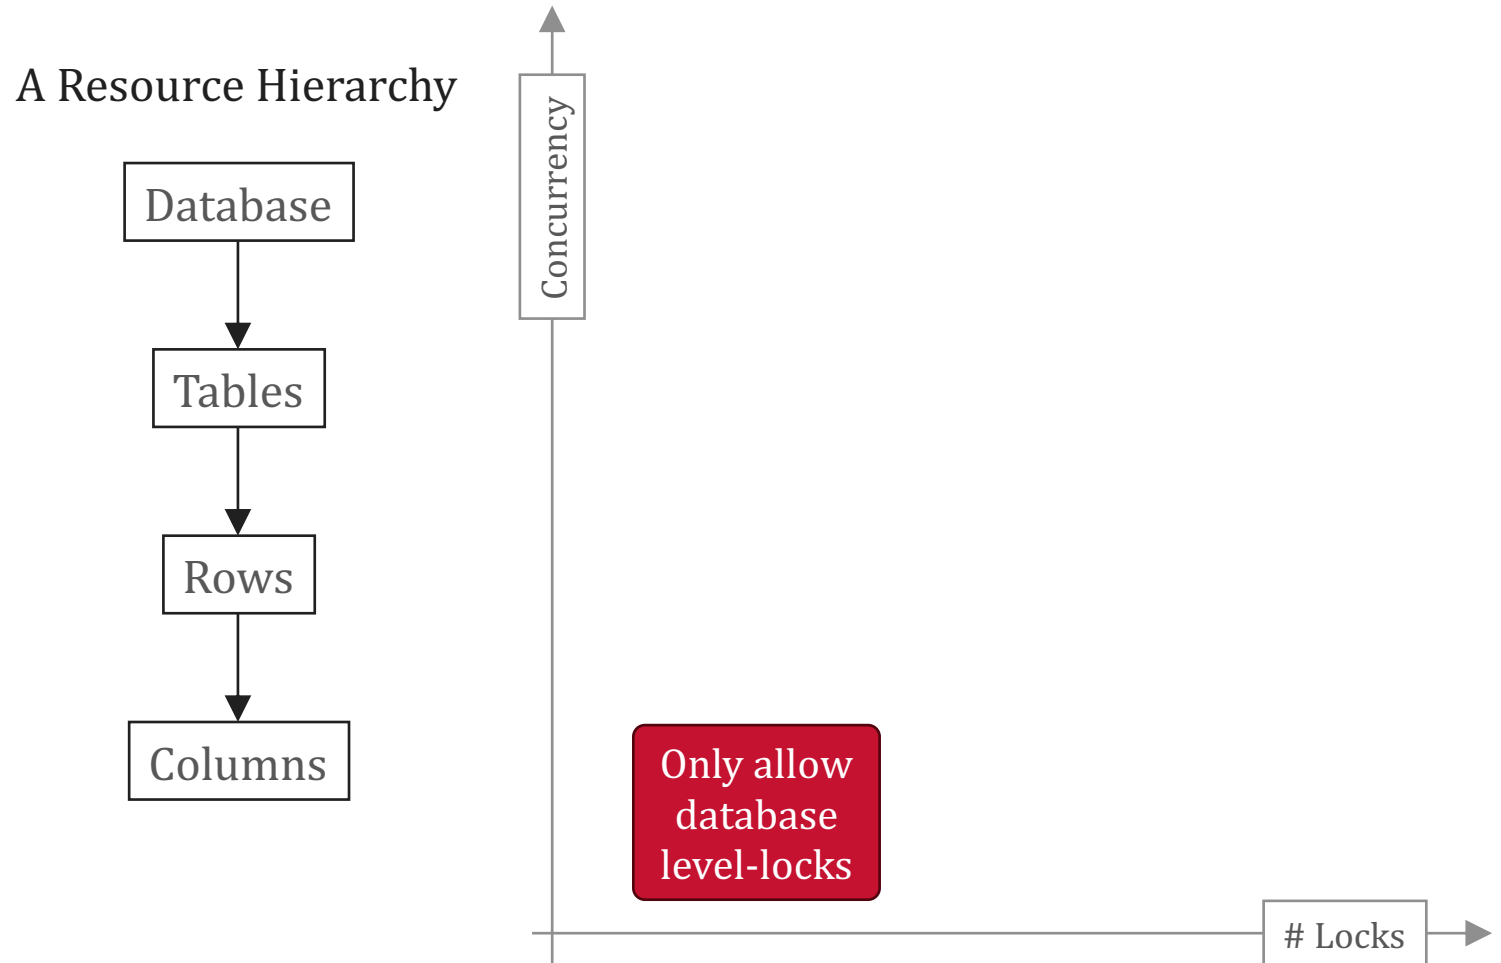 A Resource Hierarchy
Database
Tables
Rows
Columns
Concurrency
Only allow
database
level-locks
# Locks